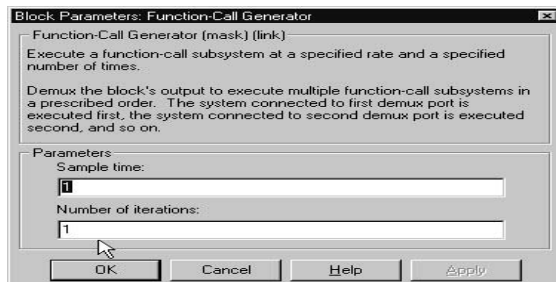 Block Parameters: Function-Call Generator
Function-Call Generator (mask) (link)
Execute a function-call subsystem at a specified rate and a specified
number of times.
Demux the block's output to execute multiple function-call subsystems in
a prescribed order. The system connected to first demux port is
executed first, the system connected to second demux port is executed
second, and so on.
Parameters
Sample time:
1
Number of iterations:
1
OK Cancel Help Apply